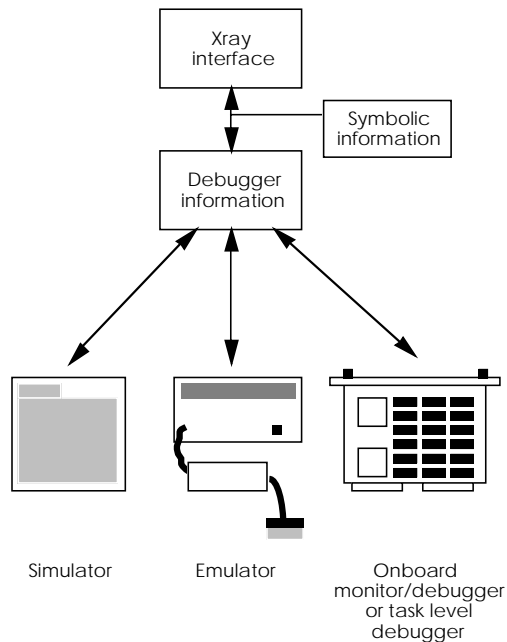 Xray
interface
Symbolic
information
Debugger
information
Simulator
Emulator
Onboard
monitor/debugger
or task level
debugger